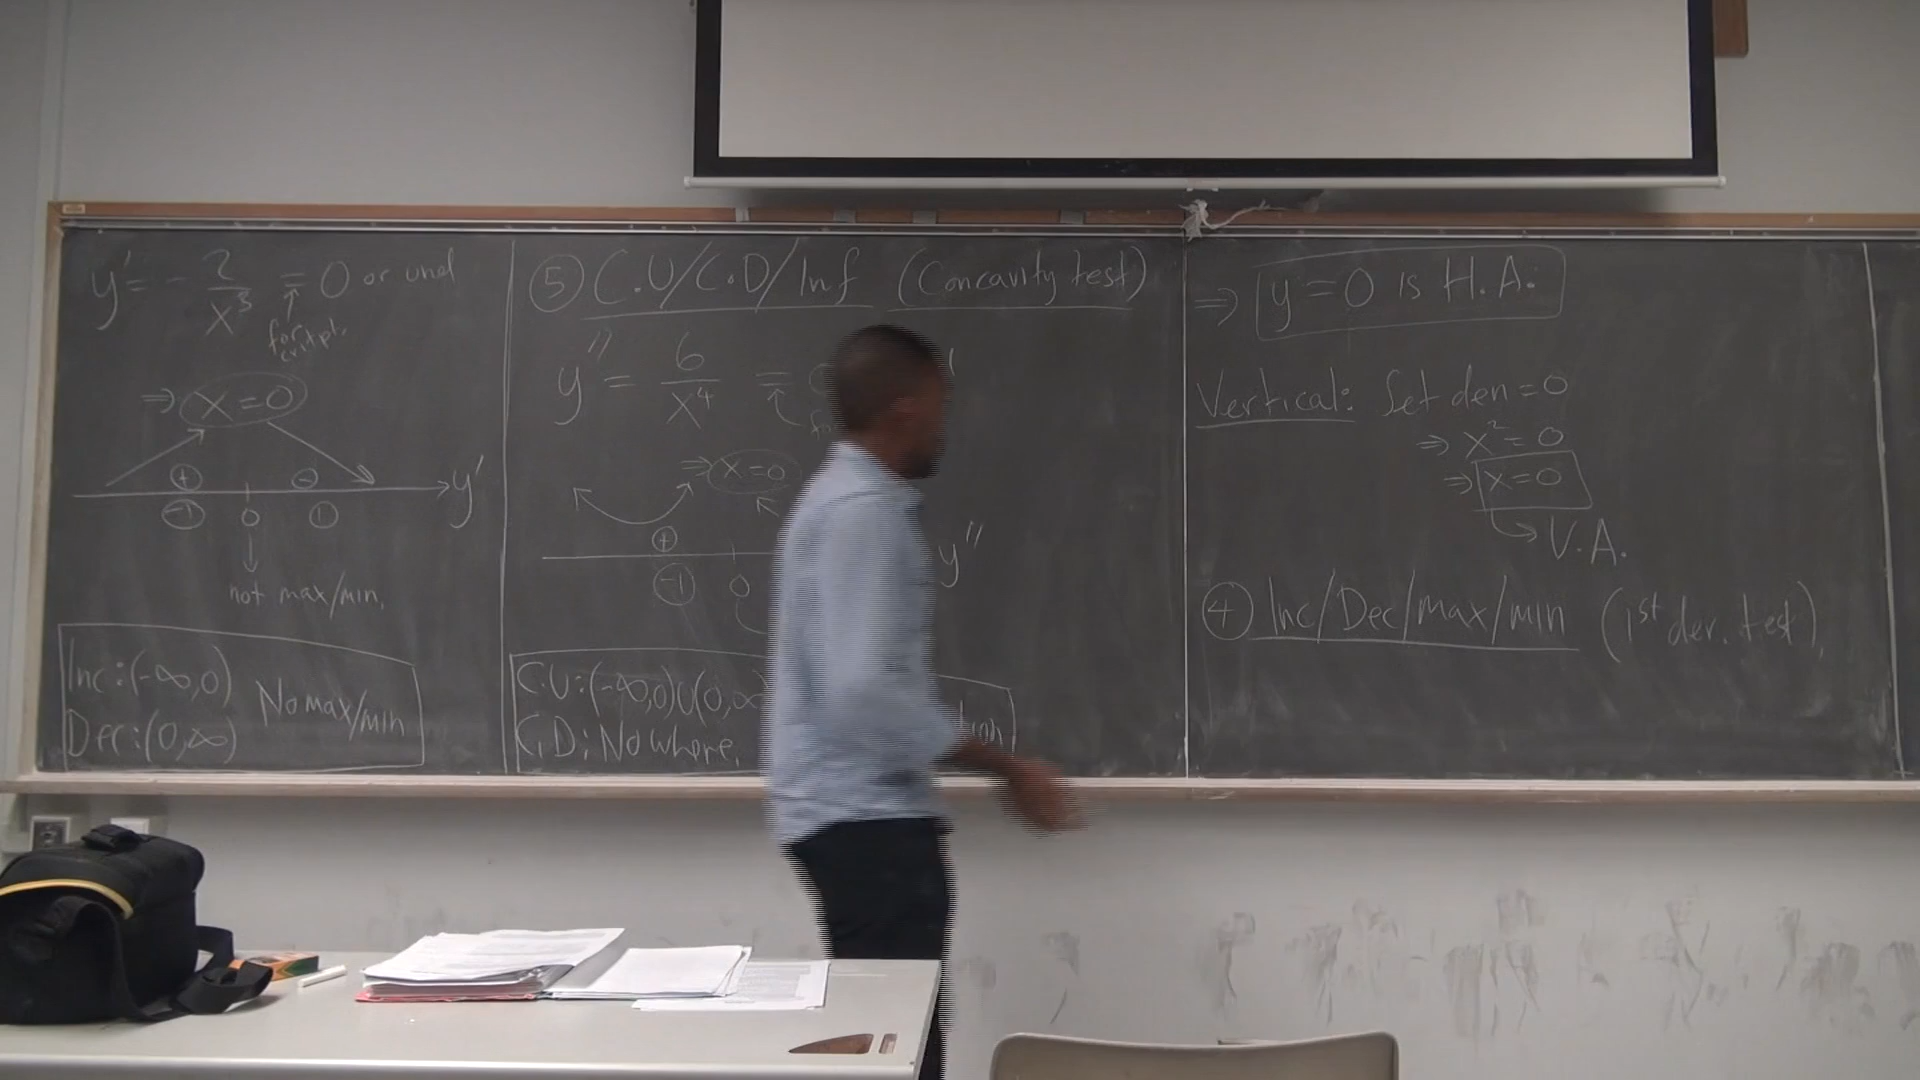 y' = - 2/x³ = 0 or und
for
crit pt.
⇒ x=0
+ -
y'
-1 0 1
not max/min.
Inc: (-∞,0)
No max/min
Dec: (0,∞)
⑤ C.U/C.D/Inf (Concavity test)
y'' = 6/x⁴ =
⇒ x=0
+
y''
-1 0
C.U: (-∞,0)U(0,∞
C.D: Nowhere.
⇒ y=0 is H.A.
Vertical: Set den=0
⇒ x²=0
⇒ x=0
V.A.
④ Inc/Dec/max/min (1st der. test).